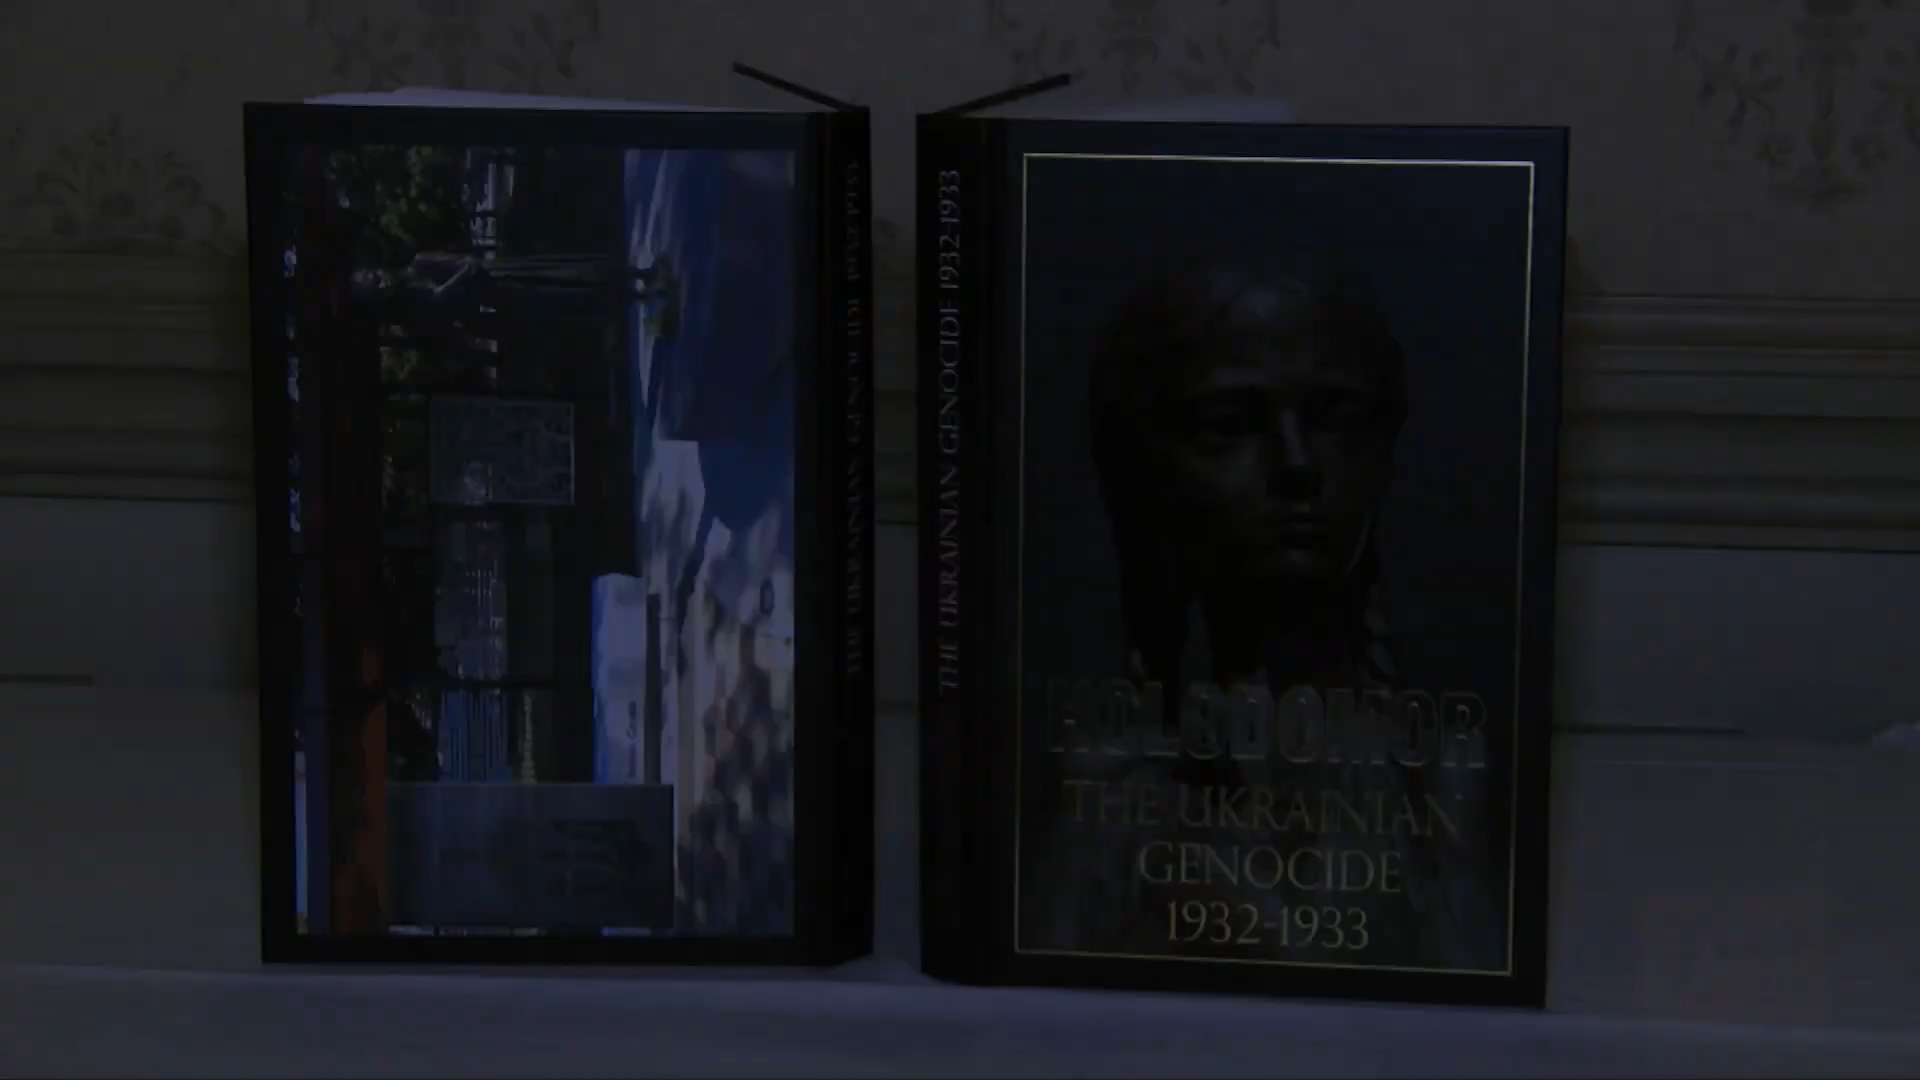 THE UKRAINIAN GENOCIDE 1932-1933
THE UKRAINIAN GENOCIDE 1932-1933
HOLODOMOR
THE UKRAINIAN
GENOCIDE
1932-1933